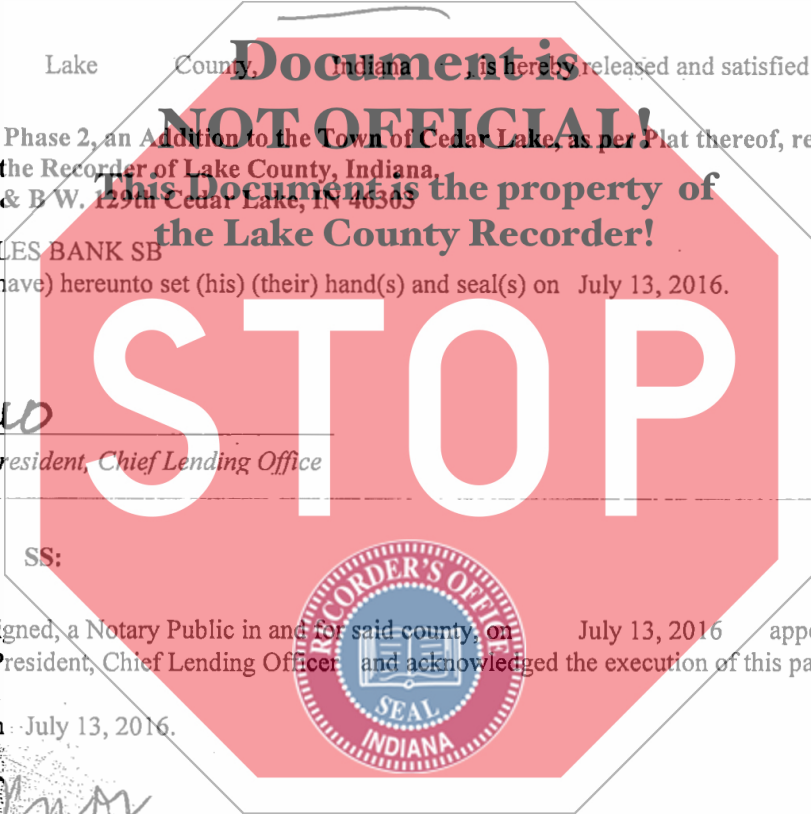 Document is
Lake County, Indiana , is hereby released and satisfied
NOT OFFICIAL!
Phase 2, an Addition to the Town of Cedar Lake, as per Plat thereof, re
the Recorder of Lake County, Indiana,
This Document is the property of
& B W. 129th Cedar Lake, IN 46303
the Lake County Recorder!
LES BANK SB
have) hereunto set (his) (their) hand(s) and seal(s) on July 13, 2016.
STOP
resident, Chief Lending Office
SS:
RECORDER'S OFFICE
igned, a Notary Public in and for said county, on July 13, 2016 appe
President, Chief Lending Officer and acknowledged the execution of this pa
SEAL
INDIANA
July 13, 2016.